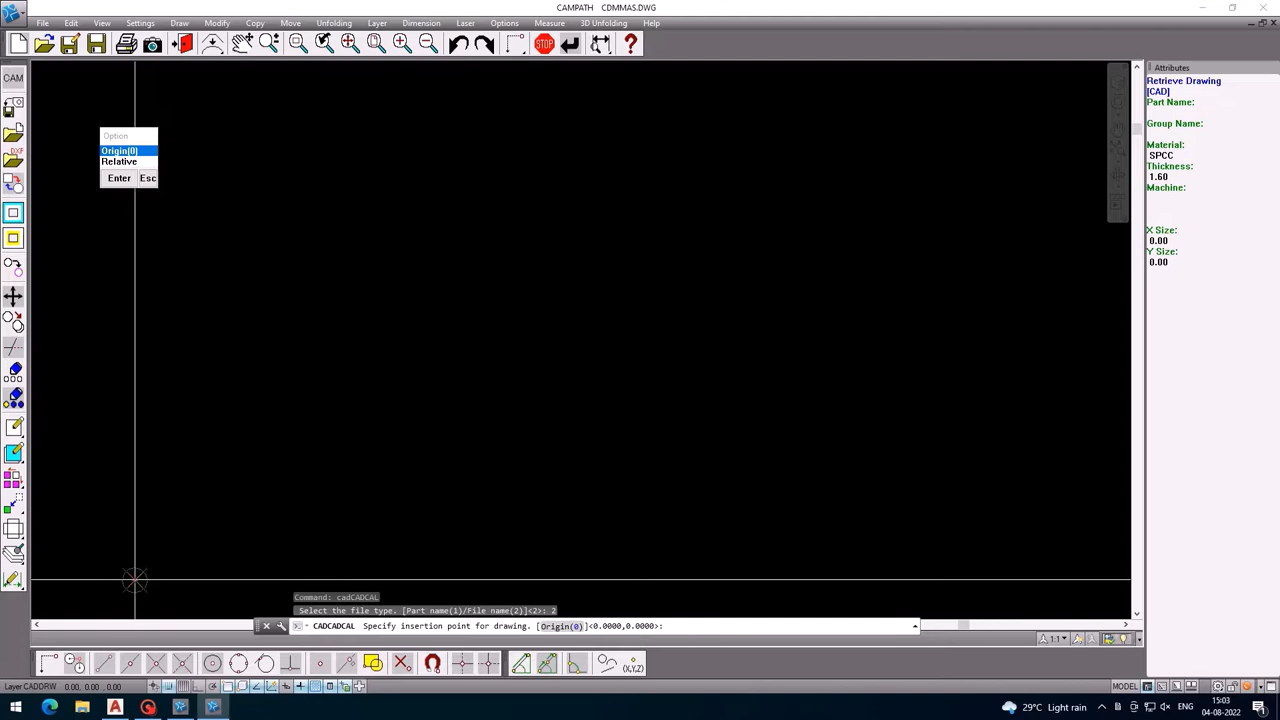 CAMPATH CDMMAS.DWG
File Edit View Settings Draw Modify Copy Move Unfolding Layer Dimension Laser Options Measure 3D Unfolding Help
STOP
CAM
DXF
Option
Origin[0]
Relative
Enter Esc
Attributes
Retrieve Drawing
[CAD]
Part Name:
Group Name:
Material:
SPCC
Thickness:
1.60
Machine:
X Size:
0.00
Y Size:
0.00
Command: cadCADCAL
Select the file type. [Part name(1)/File name(2)]<2>: 2
CADCADCAL Specify insertion point for drawing. [Origin(0)]<0.0000,0.0000>:
1:1
(X,Y,Z)
Layer CADDRW 0.00, 0.00 , 0.00
MODEL
29°C Light rain
ENG
15:03
04-08-2022